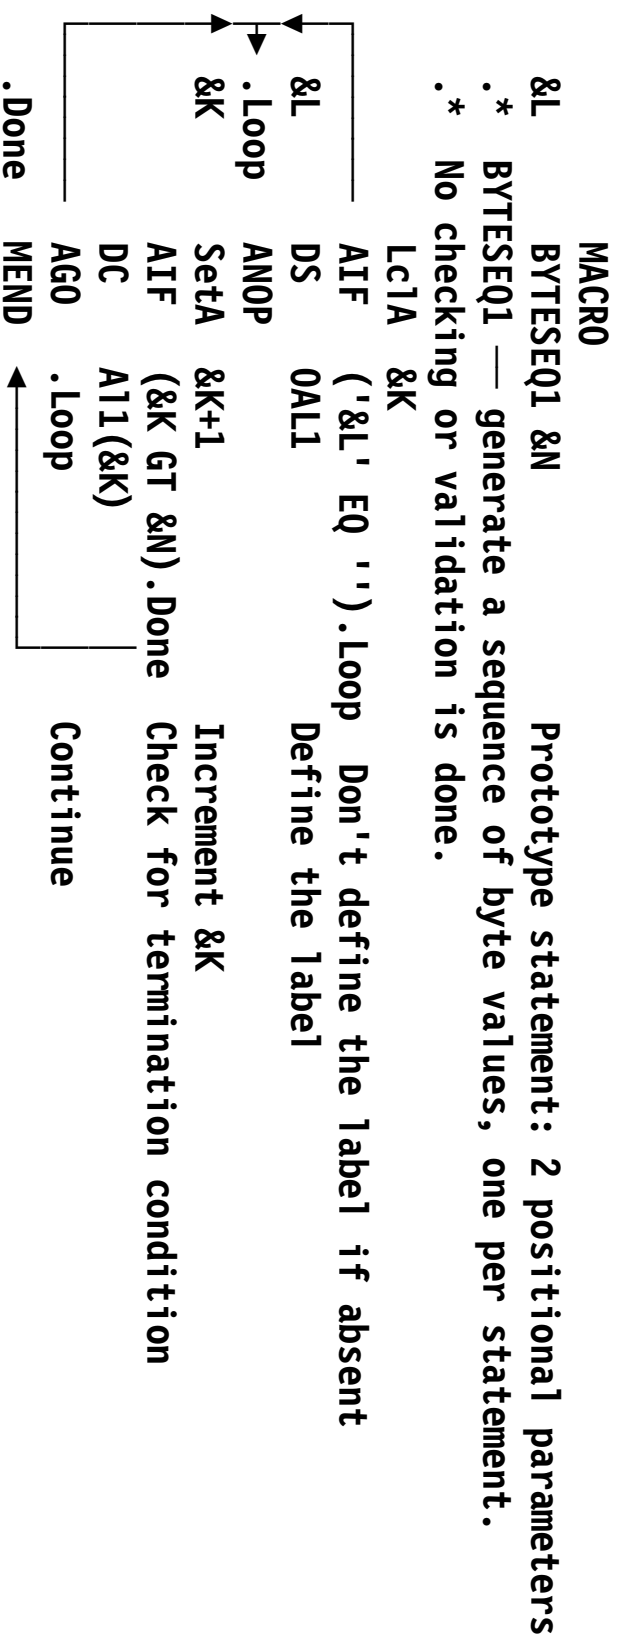 MACRO
&L BYTESEQ1 &N Prototype statement: 2 positional parameters
.* BYTESEQ1 — generate a sequence of byte values, one per statement.
.* No checking or validation is done.
LclA &K
AIF ('&L' EQ '').Loop Don't define the label if absent
&L DS 0AL1 Define the label
.Loop ANOP
&K SetA &K+1 Increment &K
AIF (&K GT &N).Done Check for termination condition
DC Al1(&K)
AGO .Loop Continue
.Done MEND